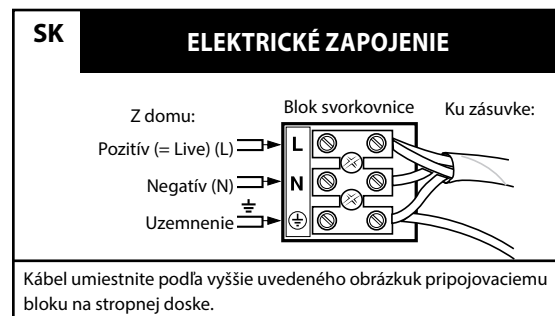 SK
ELEKTRICKÉ ZAPOJENIE
Z domu:
Blok svorkovnice
Ku zásuvke:
Pozitív (= Live) (L)
L
Negatív (N)
N
Uzemnenie
Kábel umiestnite podľa vyššie uvedeného obrázkuk pripojovaciemu
bloku na stropnej doske.